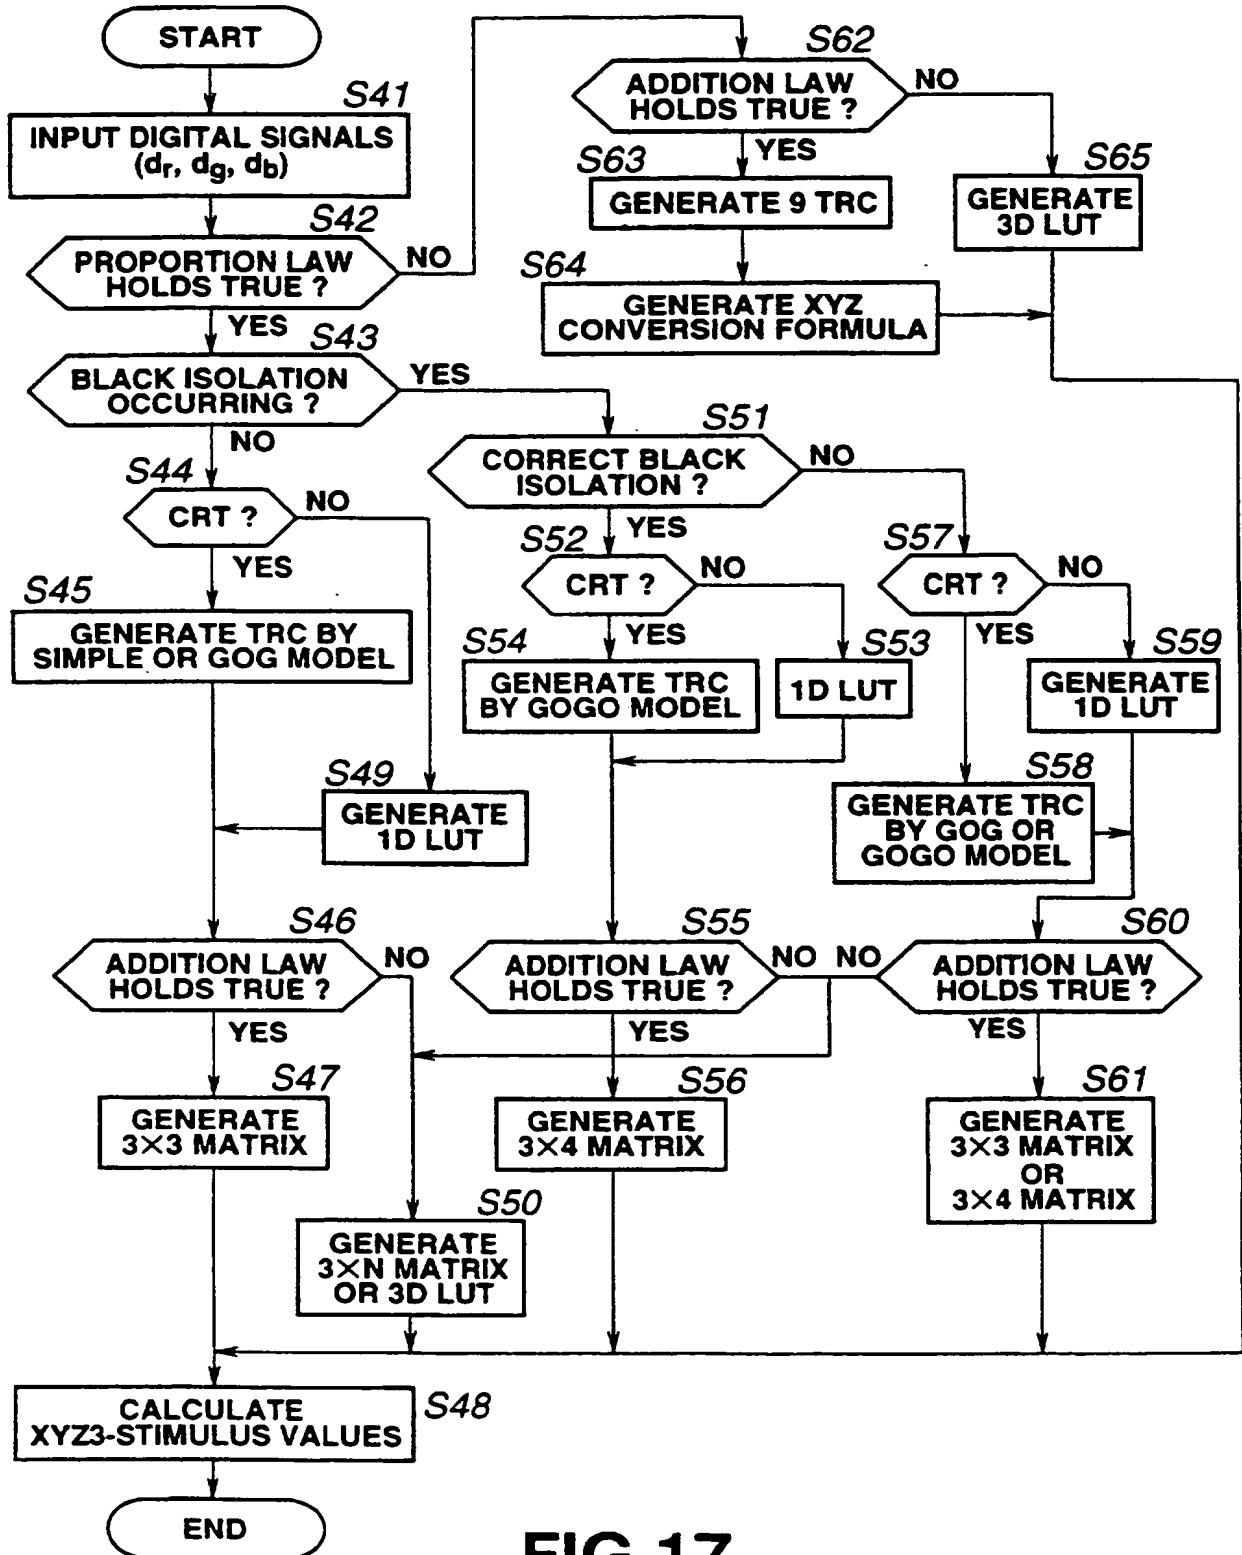 START
S41
INPUT DIGITAL SIGNALS
(dr, dg, db)
S42
PROPORTION LAW
HOLDS TRUE ?
NO
YES
S43
BLACK ISOLATION
OCCURRING ?
YES
NO
S44
CRT ?
NO
YES
S45
GENERATE TRC BY
SIMPLE OR GOG MODEL
S49
GENERATE
1D LUT
S46
ADDITION LAW
HOLDS TRUE ?
NO
YES
S47
GENERATE
3×3 MATRIX
S50
GENERATE
3×N MATRIX
OR 3D LUT
S48
CALCULATE
XYZ3-STIMULUS VALUES
END
S51
CORRECT BLACK
ISOLATION ?
NO
YES
S52
CRT ?
NO
YES
S54
GENERATE TRC
BY GOGO MODEL
S53
1D LUT
S55
ADDITION LAW
HOLDS TRUE ?
NO
YES
S56
GENERATE
3×4 MATRIX
S57
CRT ?
NO
YES
S59
GENERATE
1D LUT
S58
GENERATE TRC
BY GOG OR
GOGO MODEL
S60
NO
ADDITION LAW
HOLDS TRUE ?
YES
S61
GENERATE
3×3 MATRIX
OR
3×4 MATRIX
S62
ADDITION LAW
HOLDS TRUE ?
NO
YES
S63
GENERATE 9 TRC
S64
GENERATE XYZ
CONVERSION FORMULA
S65
GENERATE
3D LUT
FIG.17